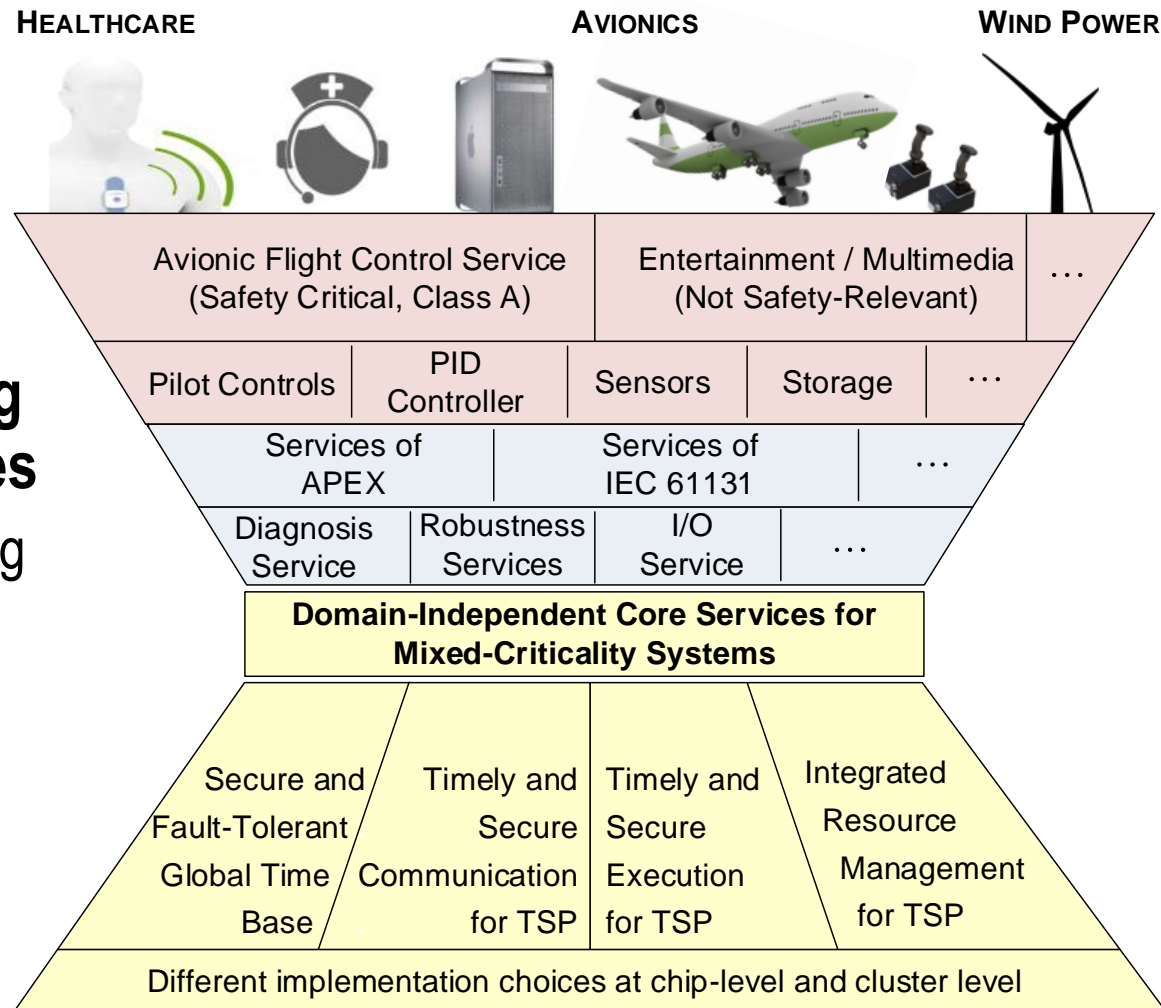 HEALTHCARE
AVIONICS
WIND POWER
Avionic Flight Control Service
(Safety Critical, Class A)
Entertainment / Multimedia
(Not Safety-Relevant)
...
Pilot Controls
PID
Controller
Sensors
Storage
...
Services of
APEX
Services of
IEC 61131
...
Diagnosis
Service
Robustness
Services
I/O
Service
...
Domain-Independent Core Services for
Mixed-Criticality Systems
Secure and
Fault-Tolerant
Global Time
Base
Timely and
Secure
Communication
for TSP
Timely and
Secure
Execution
for TSP
Integrated
Resource
Management
for TSP
Different implementation choices at chip-level and cluster level